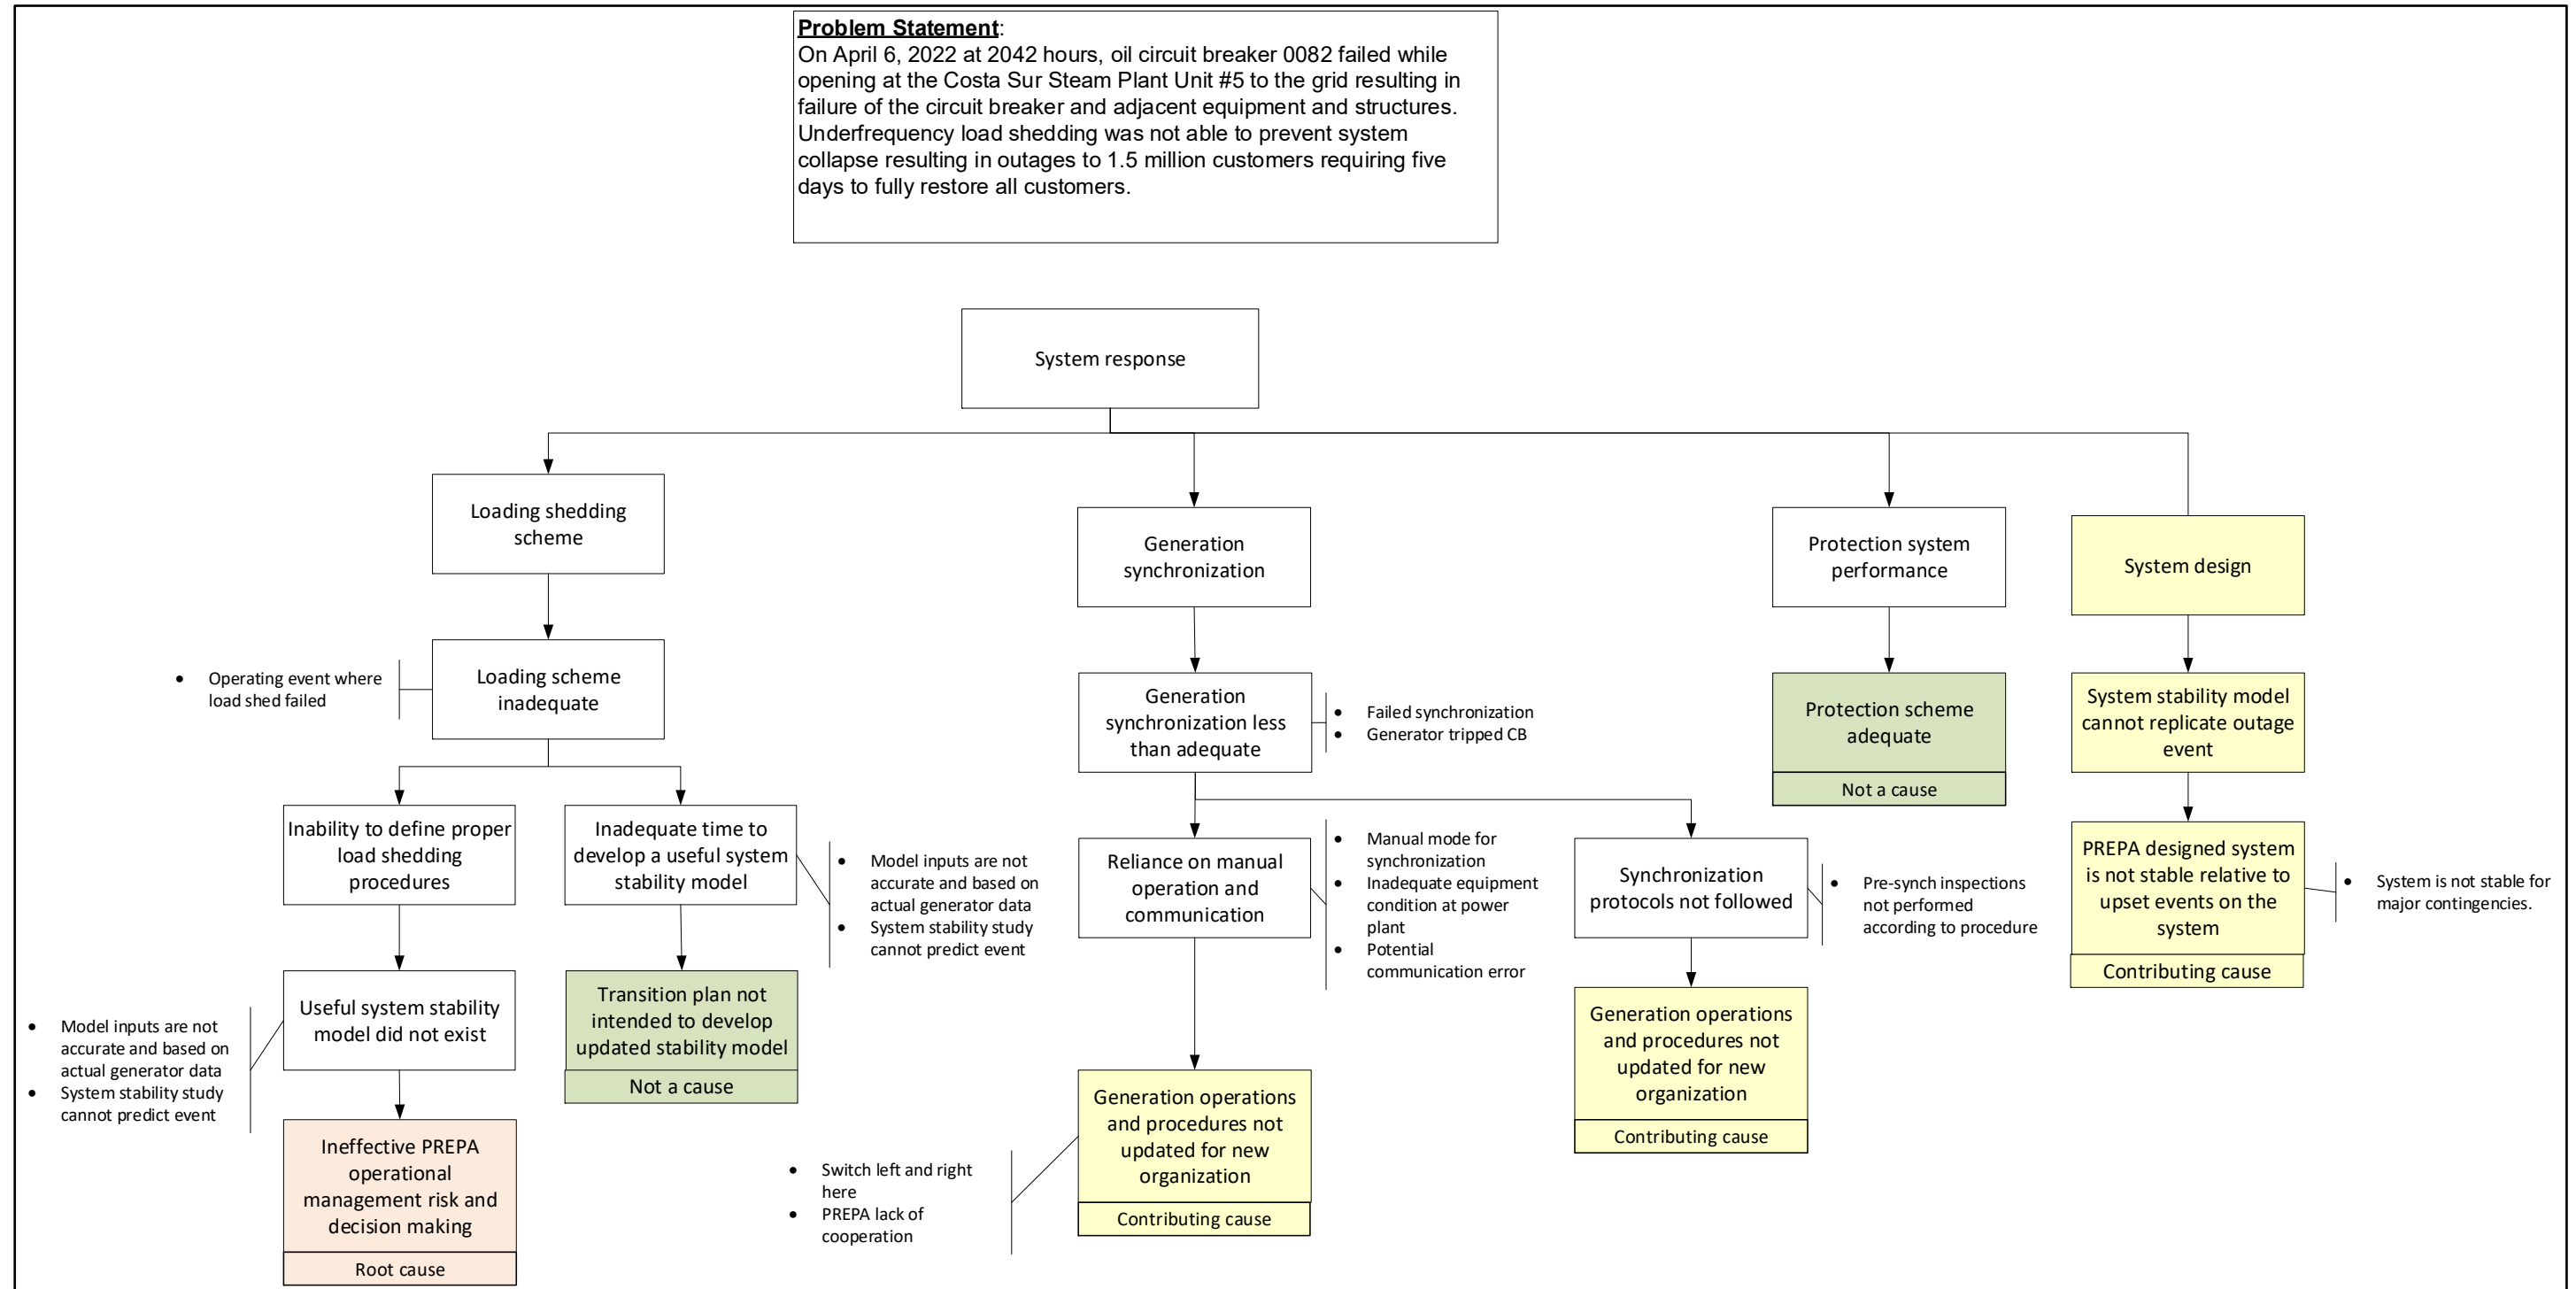 Problem Statement:
On April 6, 2022 at 2042 hours, oil circuit breaker 0082 failed while
opening at the Costa Sur Steam Plant Unit #5 to the grid resulting in
failure of the circuit breaker and adjacent equipment and structures.
Underfrequency load shedding was not able to prevent system
collapse resulting in outages to 1.5 million customers requiring five
days to fully restore all customers.
System response
Loading shedding
scheme
Generation
synchronization
Protection system
performance
System design
• Operating event where
load shed failed
Loading scheme
inadequate
Generation
synchronization less
than adequate
• Failed synchronization
• Generator tripped CB
Protection scheme
adequate
Not a cause
System stability model
cannot replicate outage
event
Inability to define proper
load shedding
procedures
Inadequate time to
develop a useful system
stability model
• Model inputs are not
accurate and based on
actual generator data
• System stability study
cannot predict event
Reliance on manual
operation and
communication
• Manual mode for
synchronization
• Inadequate equipment
condition at power
plant
• Potential
communication error
Synchronization
protocols not followed
• Pre-synch inspections
not performed
according to procedure
PREPA designed system
is not stable relative to
upset events on the
system
Contributing cause
• System is not stable for
major contingencies.
• Model inputs are not
accurate and based on
actual generator data
• System stability study
cannot predict event
Useful system stability
model did not exist
Transition plan not
intended to develop
updated stability model
Not a cause
Generation operations
and procedures not
updated for new
organization
Contributing cause
Ineffective PREPA
operational
management risk and
decision making
Root cause
• Switch left and right
here
• PREPA lack of
cooperation
Generation operations
and procedures not
updated for new
organization
Contributing cause